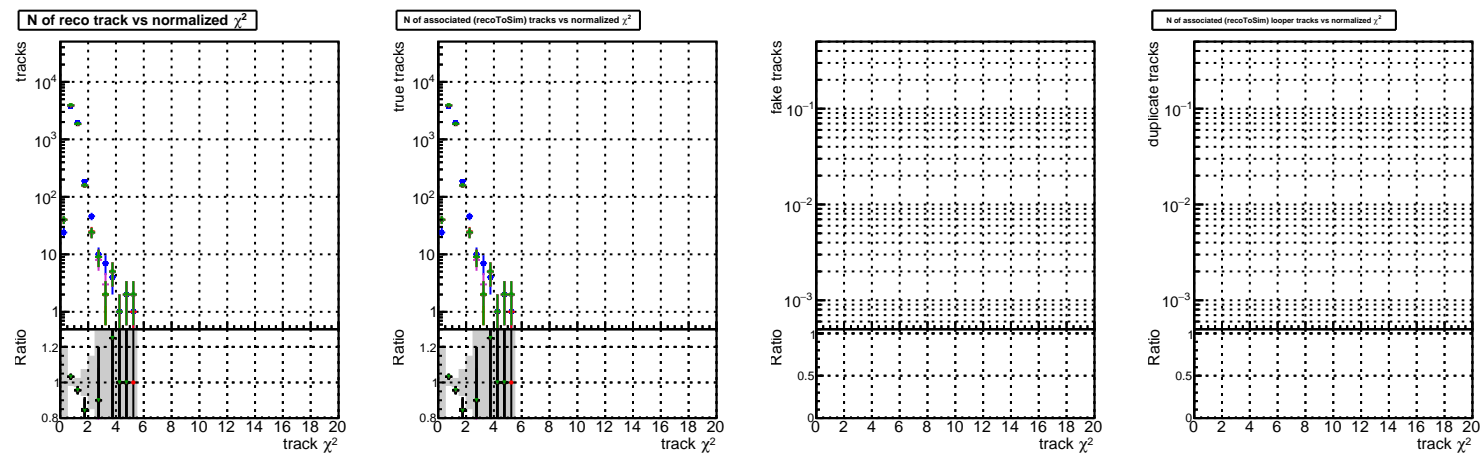 N of reco track vs normalized χ²
tracks
10⁴
10³
10²
10
1
Ratio
1.2
1
0.8
0 2 4 6 8 10 12 14 16 18 20
track χ²
N of associated (recoToSim) tracks vs normalized χ²
true tracks
10⁴
10³
10²
10
1
Ratio
1.2
1
0.8
0 2 4 6 8 10 12 14 16 18 20
track χ²
fake tracks
10⁻¹
10⁻²
10⁻³
Ratio
1
0.5
0
0 2 4 6 8 10 12 14 16 18 20
track χ²
N of associated (recoToSim) looper tracks vs normalized χ²
duplicate tracks
10⁻¹
10⁻²
10⁻³
Ratio
1
0.5
0
0 2 4 6 8 10 12 14 16 18 20
track χ²